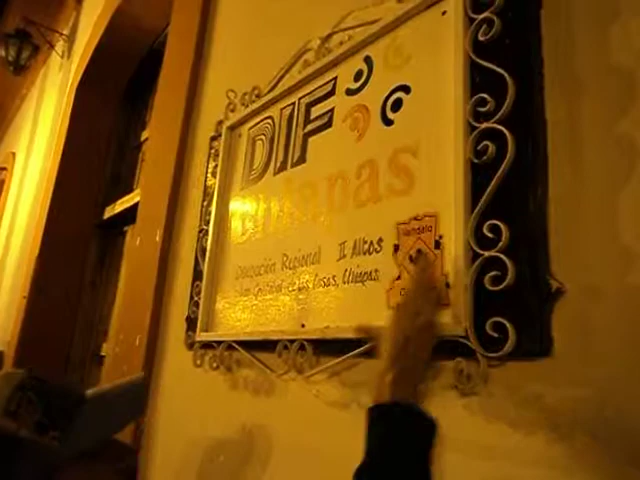 DIF
Chiapas
Delegación Regional II Altos
San Cristóbal de las Casas, Chiapas.